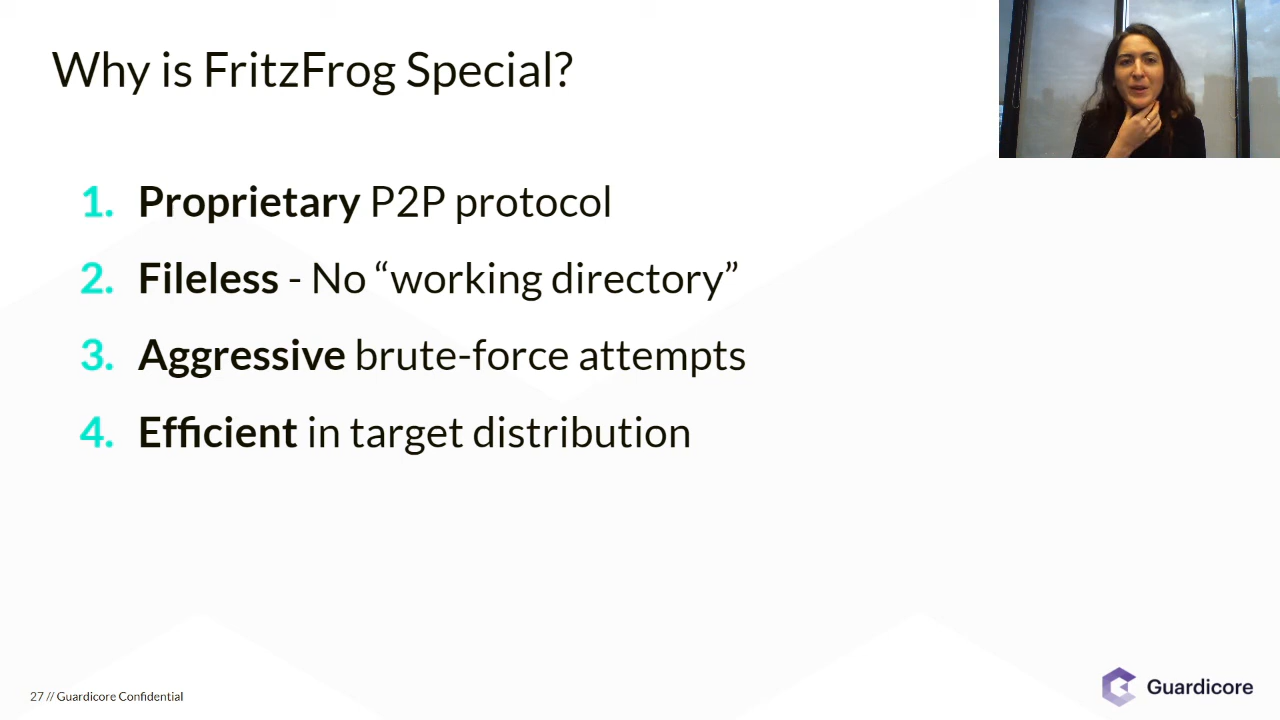 Why is FritzFrog Special?
1. Proprietary P2P protocol
2. Fileless - No “working directory”
3. Aggressive brute-force attempts
4. Efficient in target distribution
27 // Guardicore Confidential
Guardicore